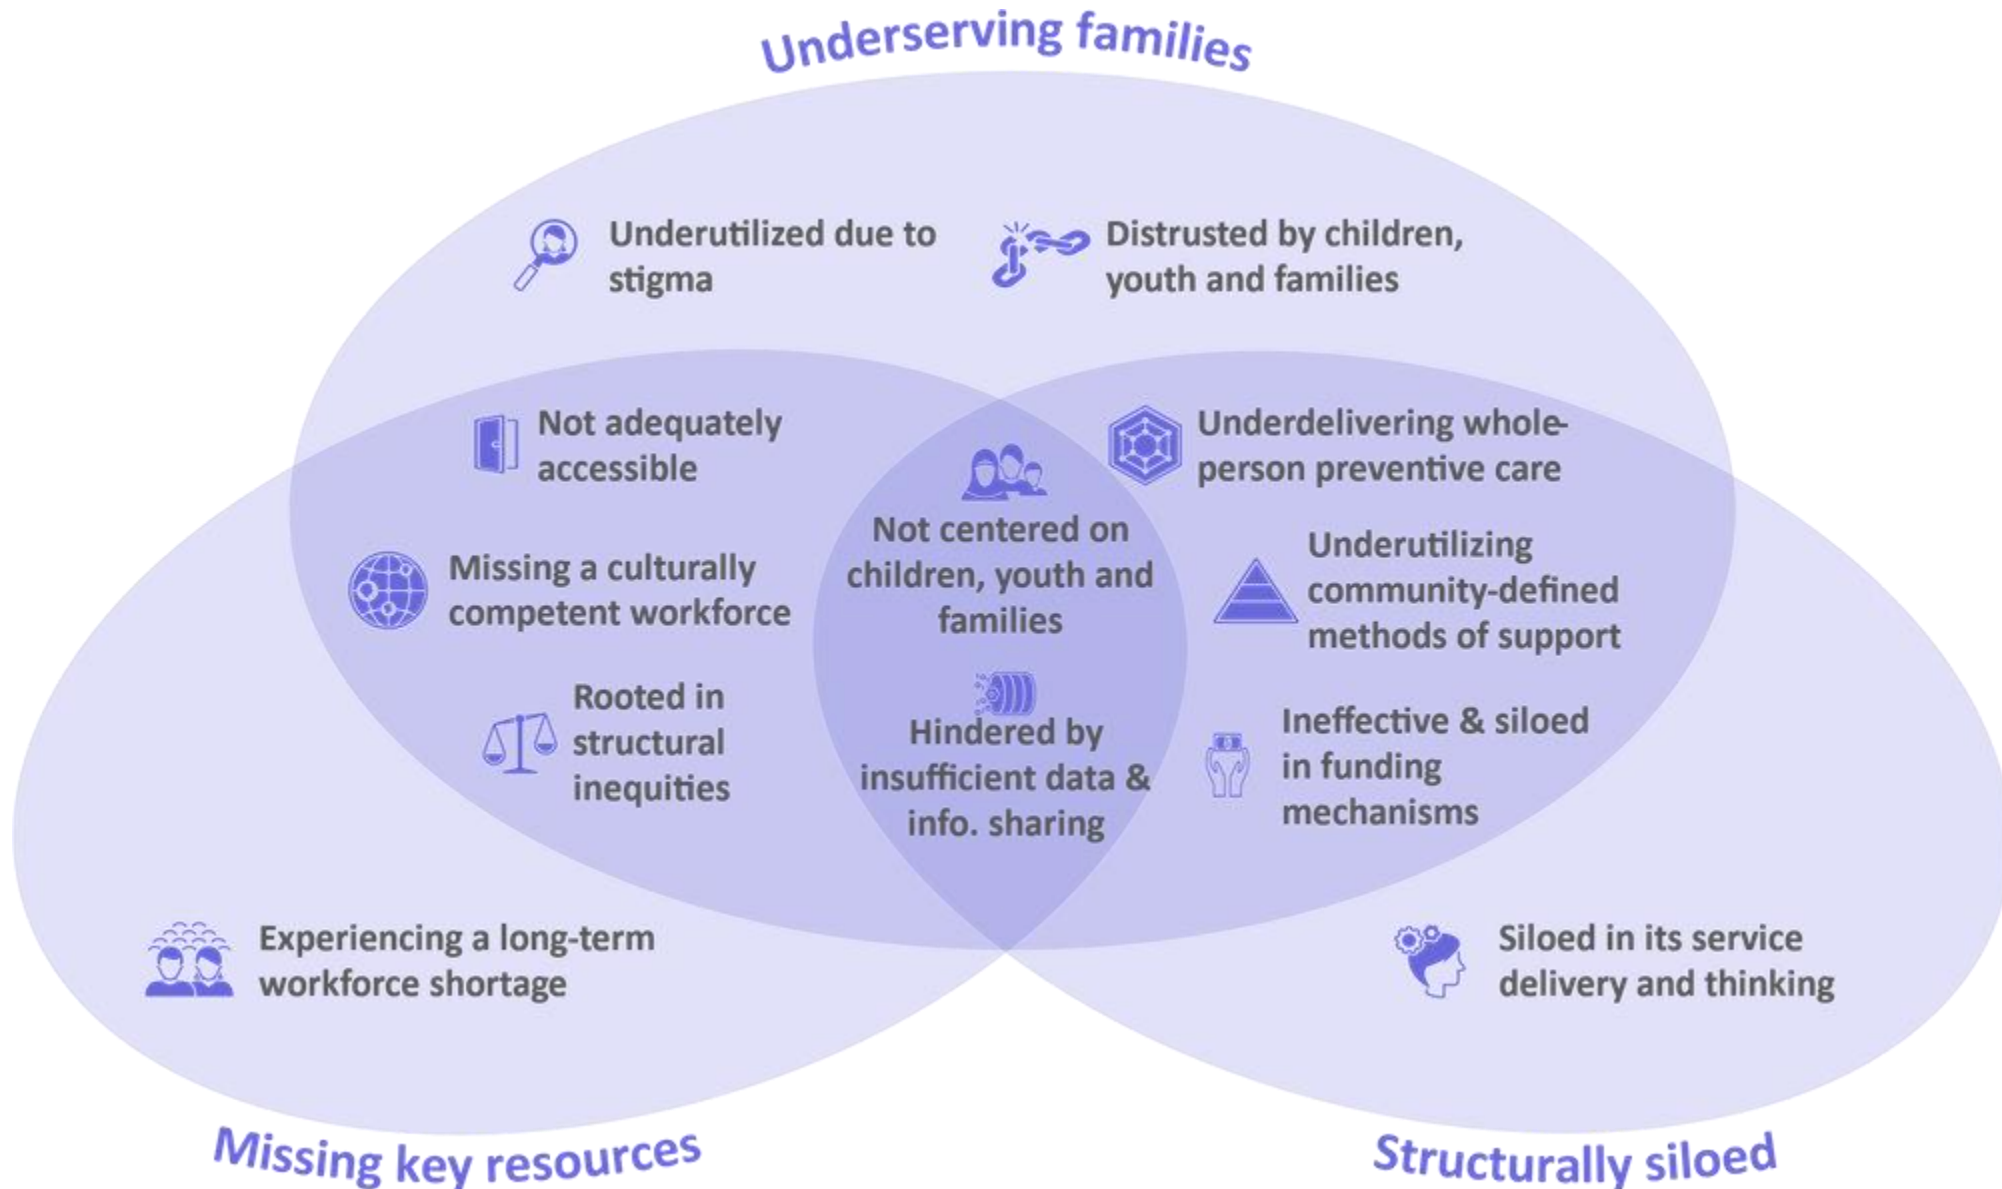 Underserving families
Underutilized due to
stigma
Distrusted by children,
youth and families
Not adequately
accessible
Missing a culturally
competent workforce
Rooted in
structural
inequities
Not centered on
children, youth and
families
Hindered by
insufficient data &
info. sharing
Underdelivering whole-
person preventive care
Underutilizing
community-defined
methods of support
Ineffective & siloed
in funding
mechanisms
Experiencing a long-term
workforce shortage
Siloed in its service
delivery and thinking
Missing key resources
Structurally siloed